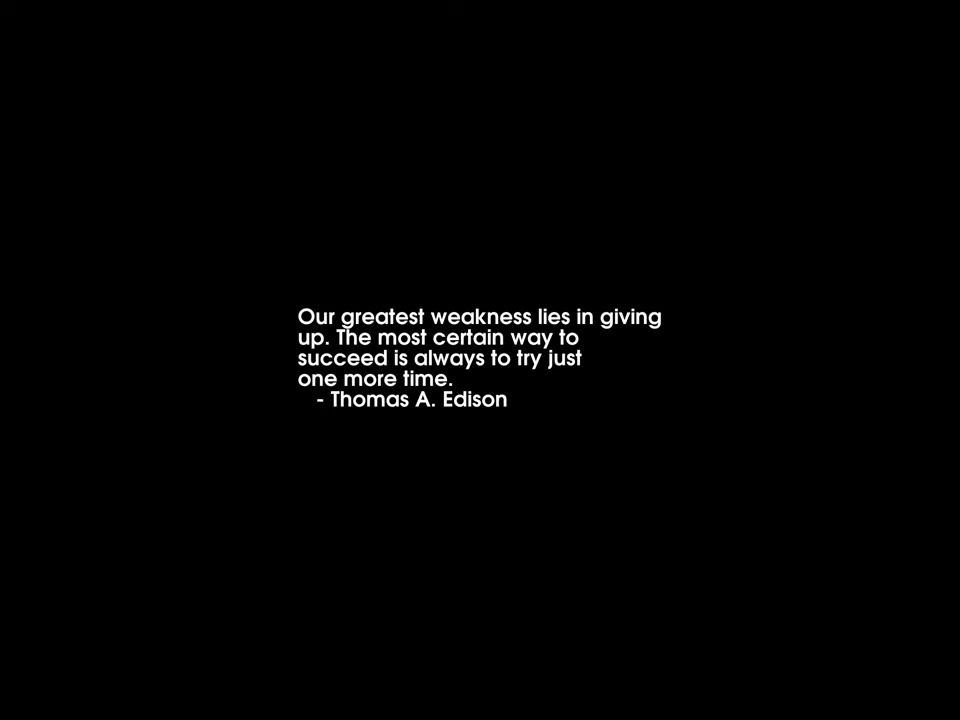 Our greatest weakness lies in giving
up. The most certain way to
succeed is always to try just
one more time.
- Thomas A. Edison